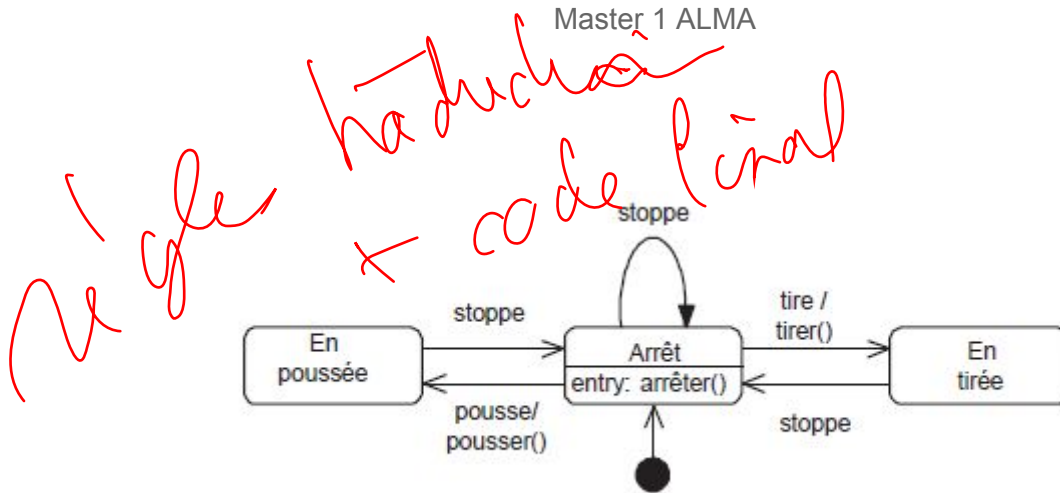 Master 1 ALMA
règles traduction
+ code final
stoppe
stoppe
tire /
tirer()
En
poussée
Arrêt
entry: arrêter()
En
tirée
pousse/
pousser()
stoppe